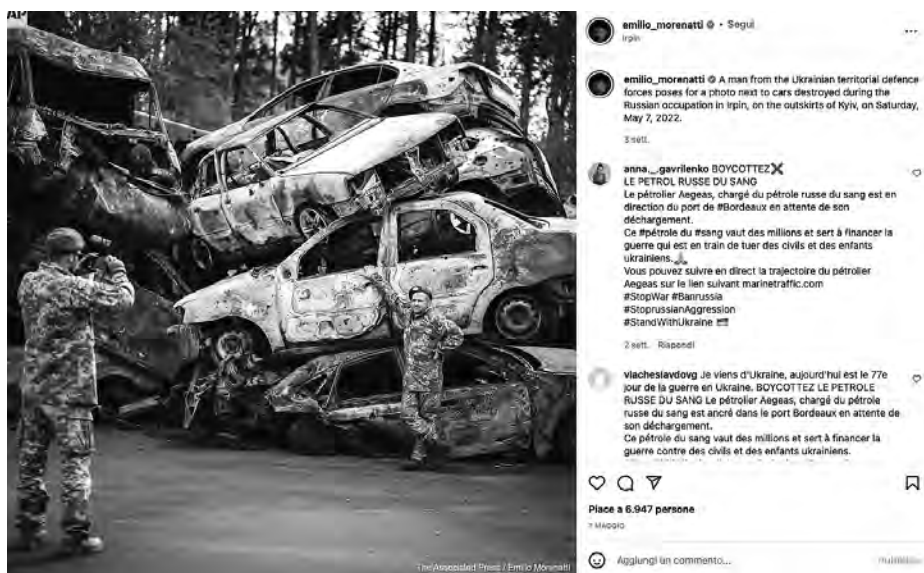 AP
The Associated Press / Emilio Morenatti
emilio_morenatti • Segui
Irpin
emilio_morenatti A man from the Ukrainian territorial defence
forces poses for a photo next to cars destroyed during the
Russian occupation in Irpin, on the outskirts of Kyiv, on Saturday,
May 7, 2022.
3 sett.
anna._.gavrilenko BOYCOTTEZ❌
LE PETROL RUSSE DU SANG
Le pétrolier Aegeas, chargé du pétrole russe du sang est en
direction du port de #Bordeaux en attente de son
déchargement.
Ce #pétrole du #sang vaut des millions et sert à financer la
guerre qui est en train de tuer des civils et des enfants
ukrainiens.🙏
Vous pouvez suivre en direct la trajectoire du pétrolier
Aegeas sur le lien suivant marinetraffic.com
#StopWar #Banrussia
#StoprussianAggression
#StandWithUkraine
2 sett. Rispondi
viacheslavdovg Je viens d'Ukraine, aujourd'hui est le 77e
jour de la guerre en Ukraine. BOYCOTTEZ LE PETROLE
RUSSE DU SANG Le pétrolier Aegeas, chargé du pétrole
russe du sang est ancré dans le port Bordeaux en attente de
son déchargement.
Ce pétrole du sang vaut des millions et sert à financer la
guerre contre des civils et des enfants ukrainiens.
Piace a 6.947 persone
7 MAGGIO
Aggiungi un commento...
Pubblica